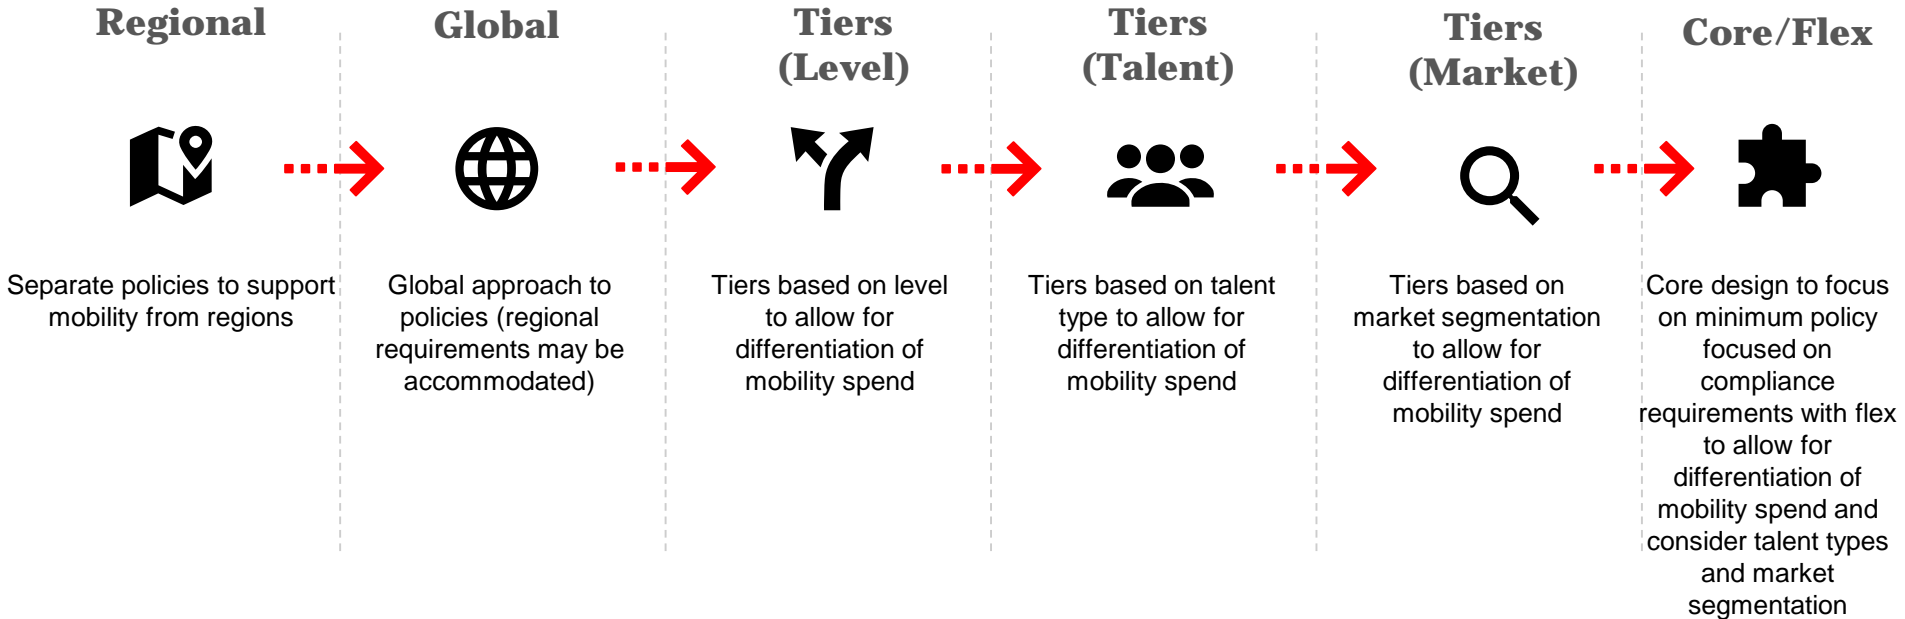 Regional
Global
Tiers
(Level)
Tiers
(Talent)
Tiers
(Market)
Core/Flex
Separate policies to support
mobility from regions
Global approach to
policies (regional
requirements may be
accommodated)
Tiers based on level
to allow for
differentiation of
mobility spend
Tiers based on talent
type to allow for
differentiation of
mobility spend
Tiers based on
market segmentation
to allow for
differentiation of
mobility spend
Core design to focus
on minimum policy
focused on
compliance
requirements with flex
to allow for
differentiation of
mobility spend and
consider talent types
and market
segmentation